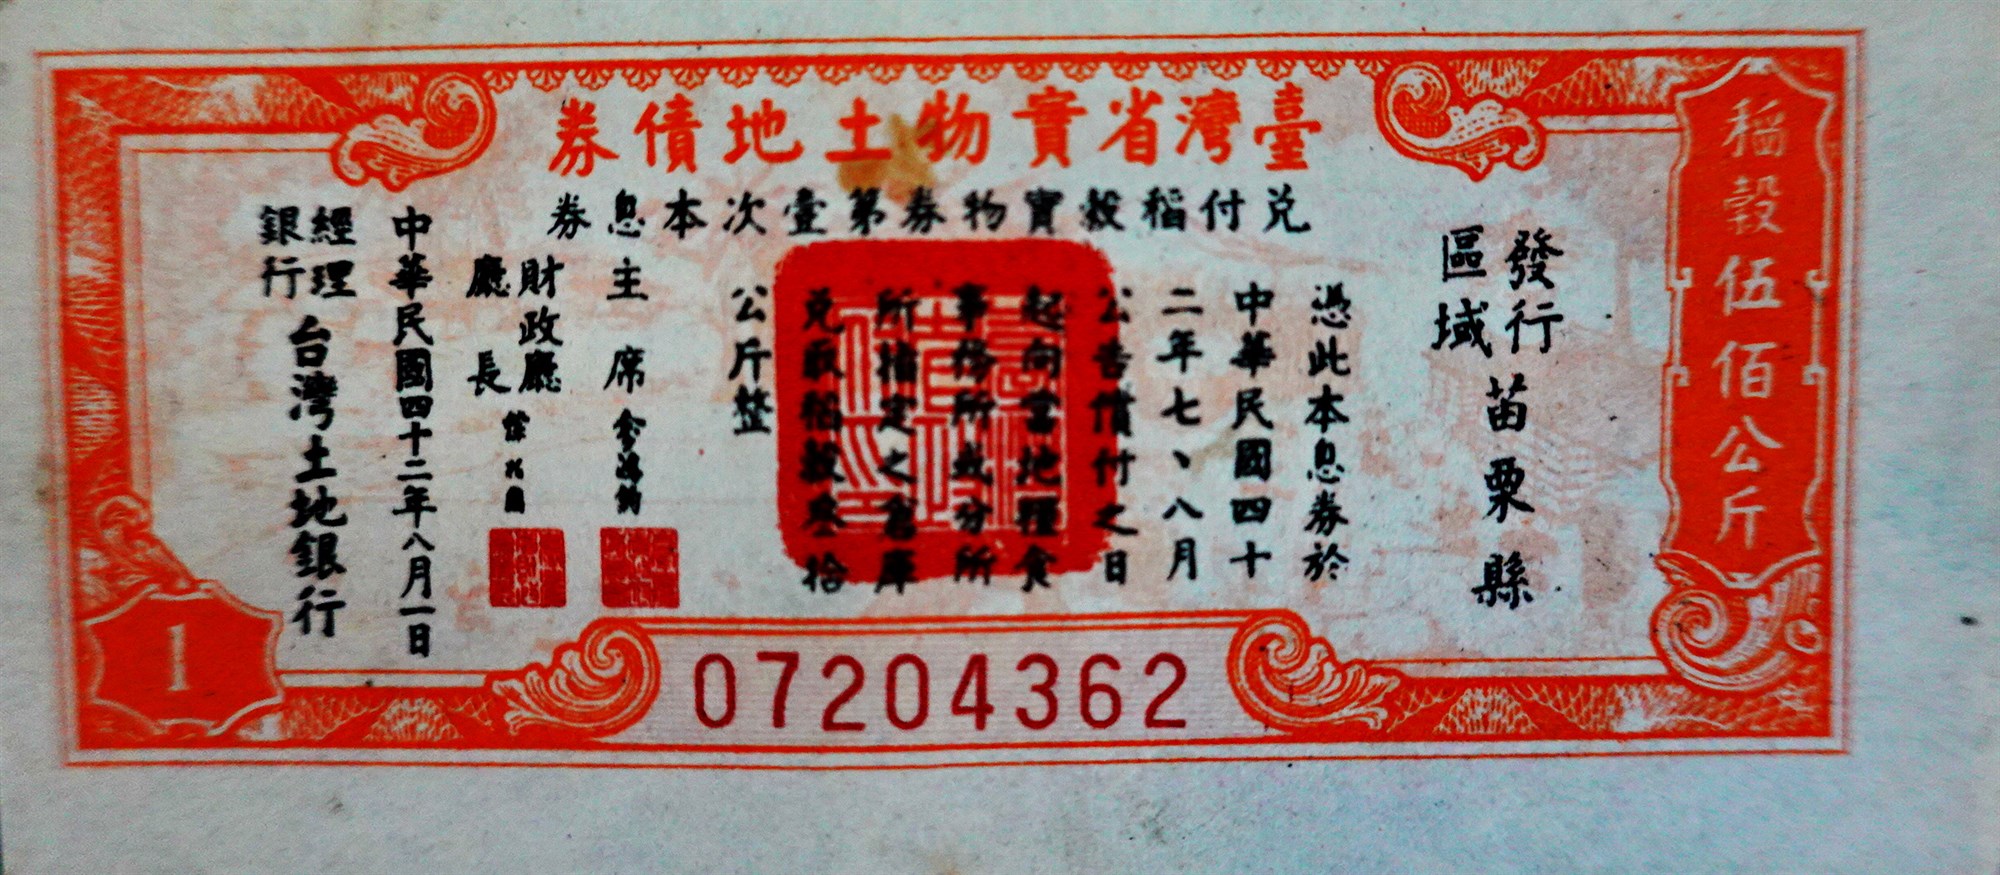 臺灣省實物土地債券
兌付稻穀實物券第壹次本息券
稻穀伍佰公斤
發行
區域
苗栗縣
憑此本息券於
中華民國四十
二年七、八月
公告償付之日
起向當地糧食
事務所或分所
所指定之倉庫
兌取稻穀叁拾
公斤整
主席 俞鴻鈞
財政廳
廳長
徐柏園
中華民國四十二年八月一日
經理
銀行
台灣土地銀行
1
07204362